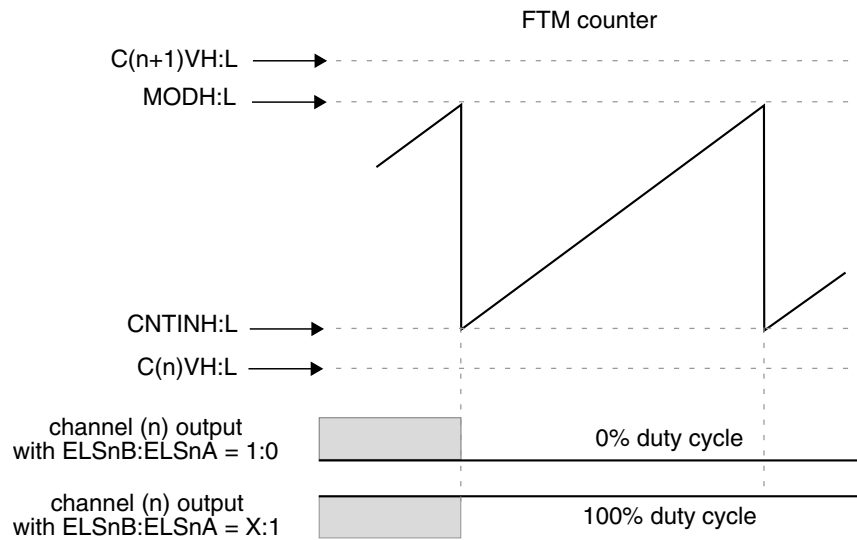 FTM counter
C(n+1)VH:L
MODH:L
CNTINH:L
C(n)VH:L
channel (n) output
with ELSnB:ELSnA = 1:0
0% duty cycle
channel (n) output
with ELSnB:ELSnA = X:1
100% duty cycle